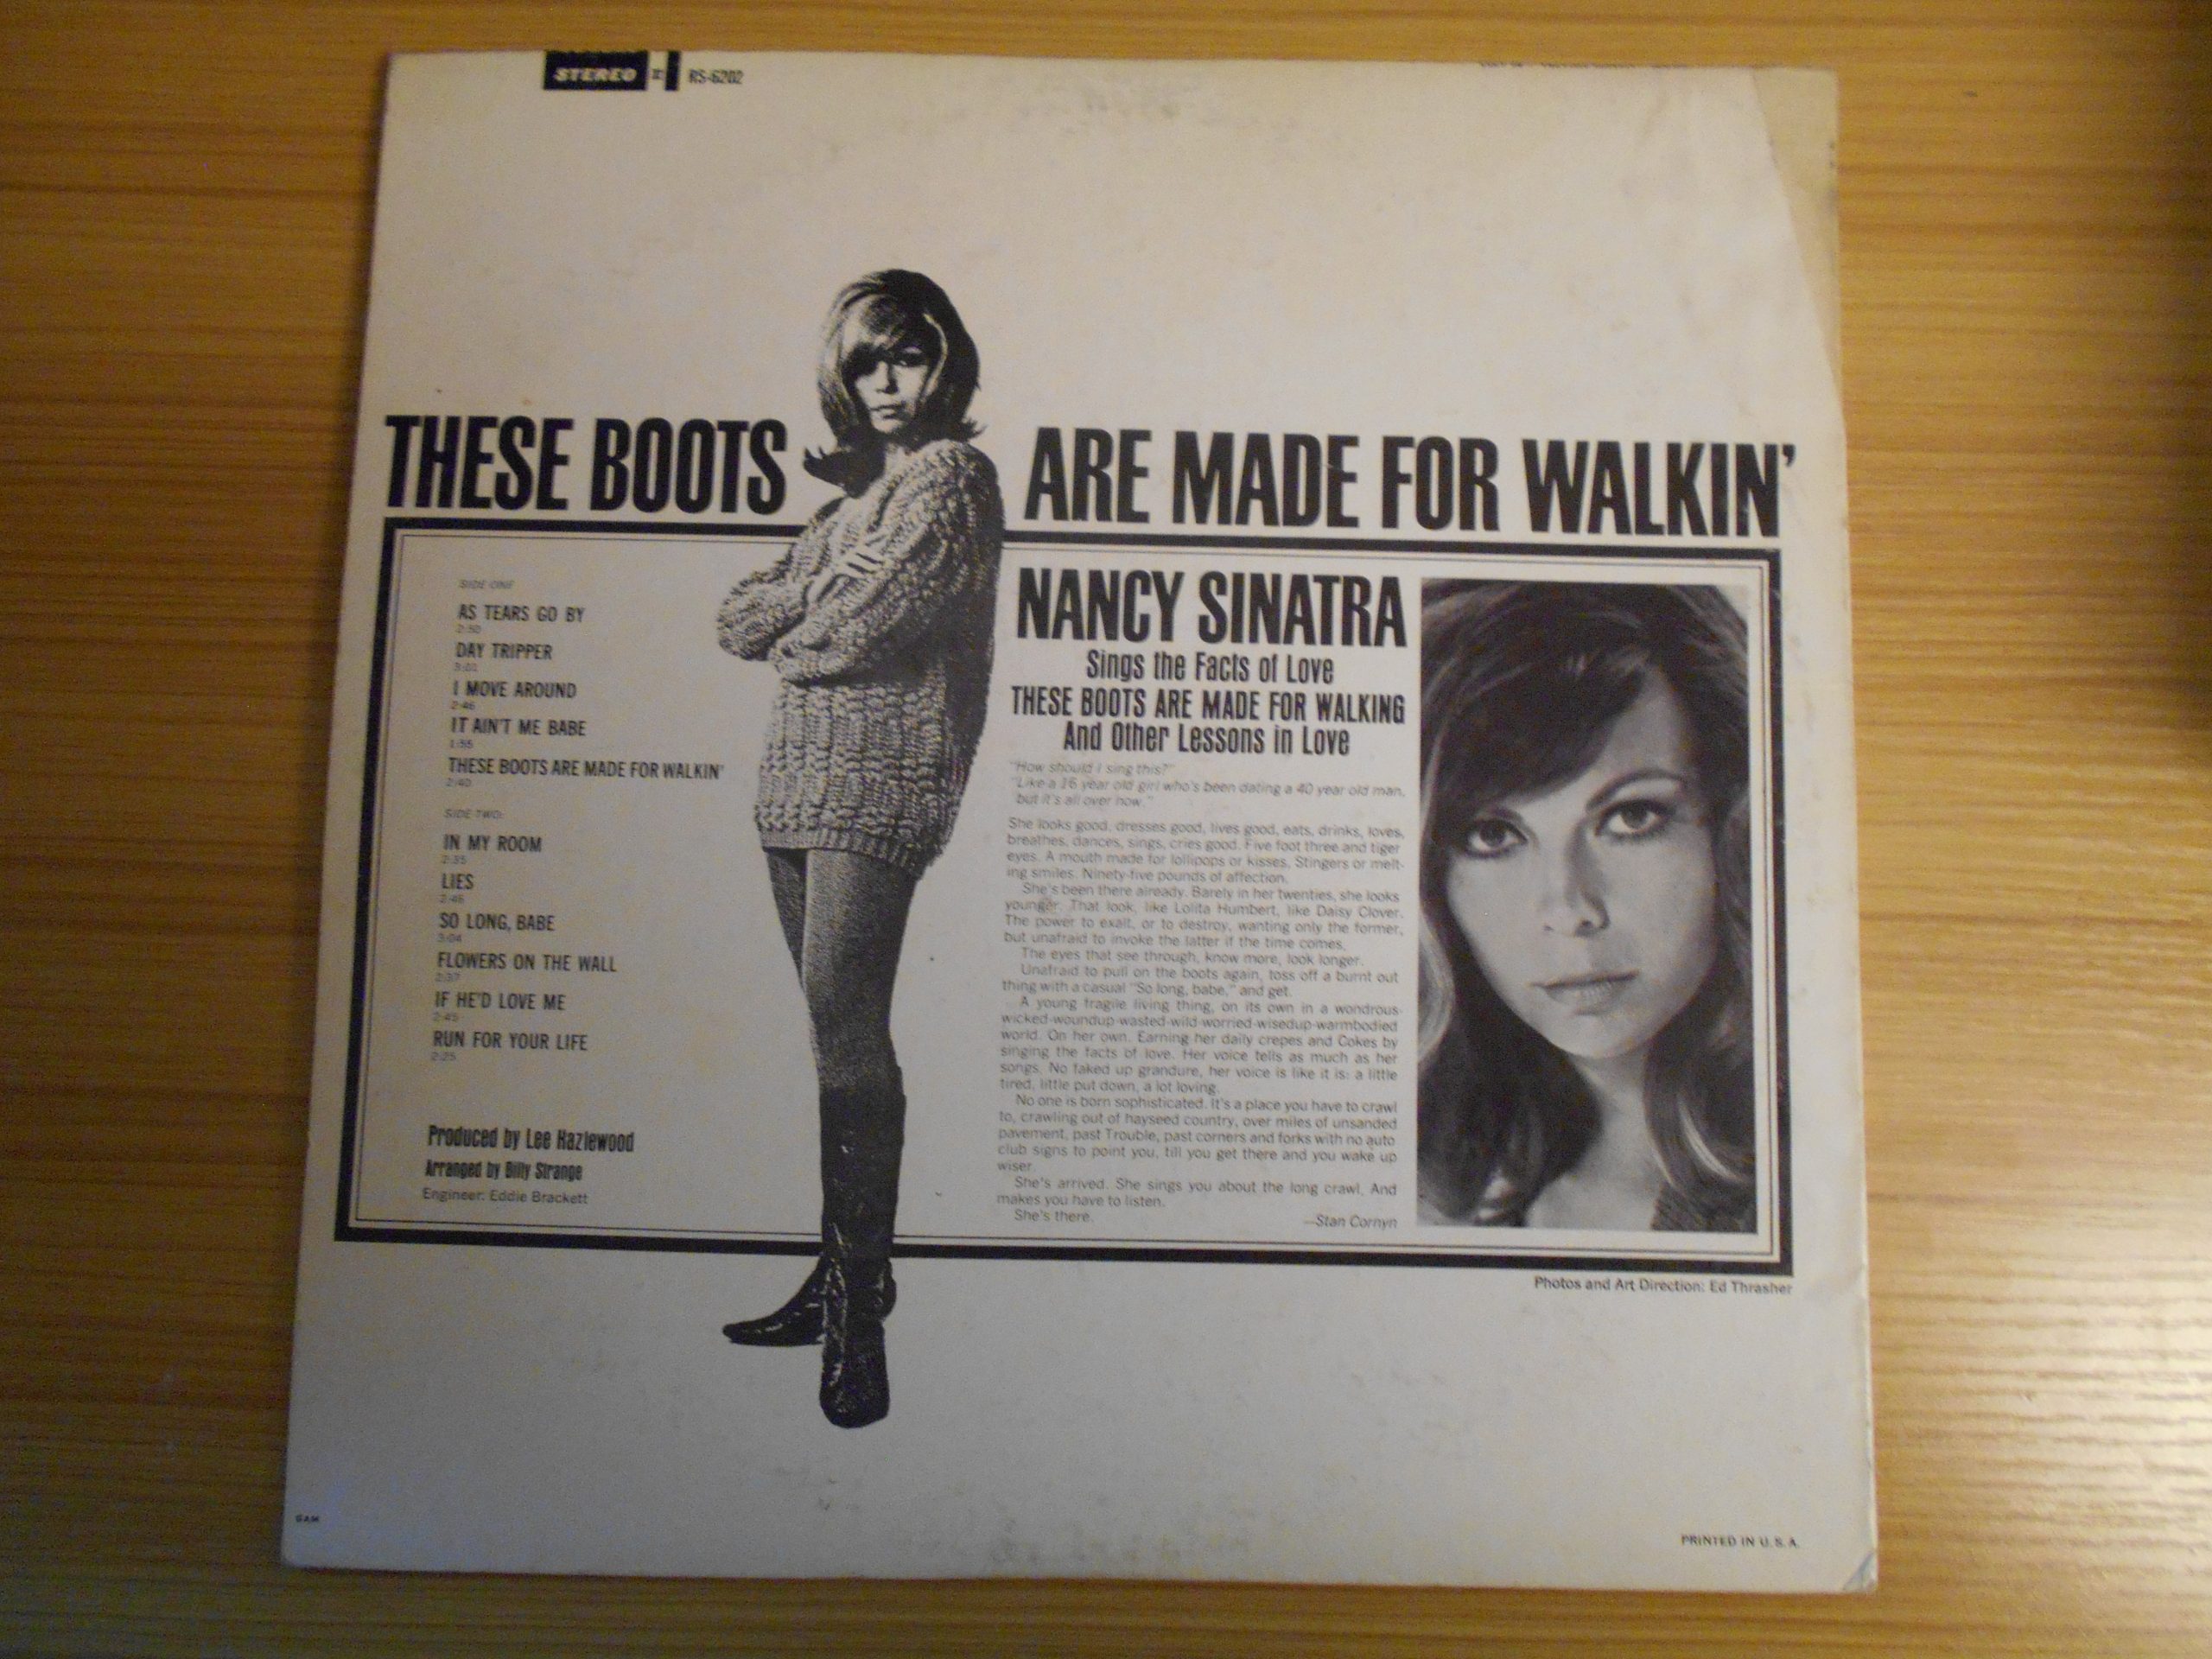 STEREO
RS-6202
THESE BOOTS ARE MADE FOR WALKIN'
SIDE ONE
AS TEARS GO BY
2:50
DAY TRIPPER
3:01
I MOVE AROUND
2:46
IT AIN'T ME BABE
1:55
THESE BOOTS ARE MADE FOR WALKIN'
2:40
SIDE TWO:
IN MY ROOM
2:35
LIES
2:46
SO LONG, BABE
3:04
FLOWERS ON THE WALL
2:37
IF HE'D LOVE ME
2:45
RUN FOR YOUR LIFE
2:25
Produced by Lee Hazlewood
Arranged by Billy Strange
Engineer: Eddie Brackett
NANCY SINATRA
Sings the Facts of Love
THESE BOOTS ARE MADE FOR WALKING
And Other Lessons in Love
"How should I sing this?"
"Like a 16 year old girl who's been dating a 40 year old man,
but it's all over now."
She looks good, dresses good, lives good, eats, drinks, loves,
breathes, dances, sings, cries good. Five foot three and tiger
eyes. A mouth made for lollipops or kisses. Stingers or melt-
ing smiles. Ninety-five pounds of affection.
She's been there already. Barely in her twenties, she looks
younger. That look, like Lolita Humbert, like Daisy Clover.
The power to exalt, or to destroy, wanting only the former,
but unafraid to invoke the latter if the time comes.
The eyes that see through, know more, look longer.
Unafraid to pull on the boots again, toss off a burnt out
thing with a casual "So long, babe," and get.
A young fragile living thing, on its own in a wondrous-
wicked-woundup-wasted-wild-worried-wisedup-warmbodied
world. On her own. Earning her daily crepes and Cokes by
singing the facts of love. Her voice tells as much as her
songs. No faked up grandure, her voice is like it is: a little
tired, little put down, a lot loving.
No one is born sophisticated. It's a place you have to crawl
to, crawling out of hayseed country, over miles of unsanded
pavement, past Trouble, past corners and forks with no auto
club signs to point you, till you get there and you wake up
wiser.
She's arrived. She sings you about the long crawl. And
makes you have to listen.
She's there.
—Stan Cornyn
Photos and Art Direction: Ed Thrasher
GAM
PRINTED IN U.S.A.